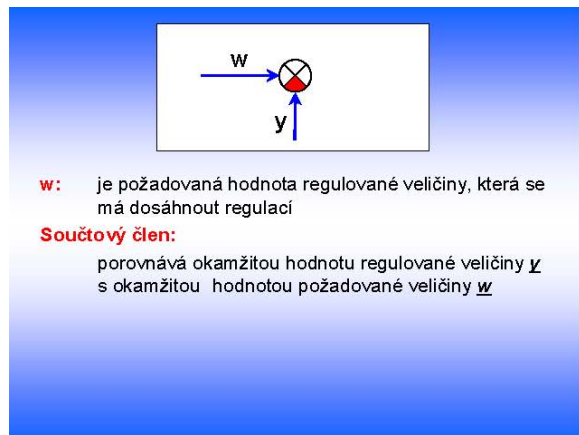 w
y
w: je požadovaná hodnota regulované veličiny, která se
má dosáhnout regulací
Součtový člen:
porovnává okamžitou hodnotu regulované veličiny y
s okamžitou hodnotou požadované veličiny w